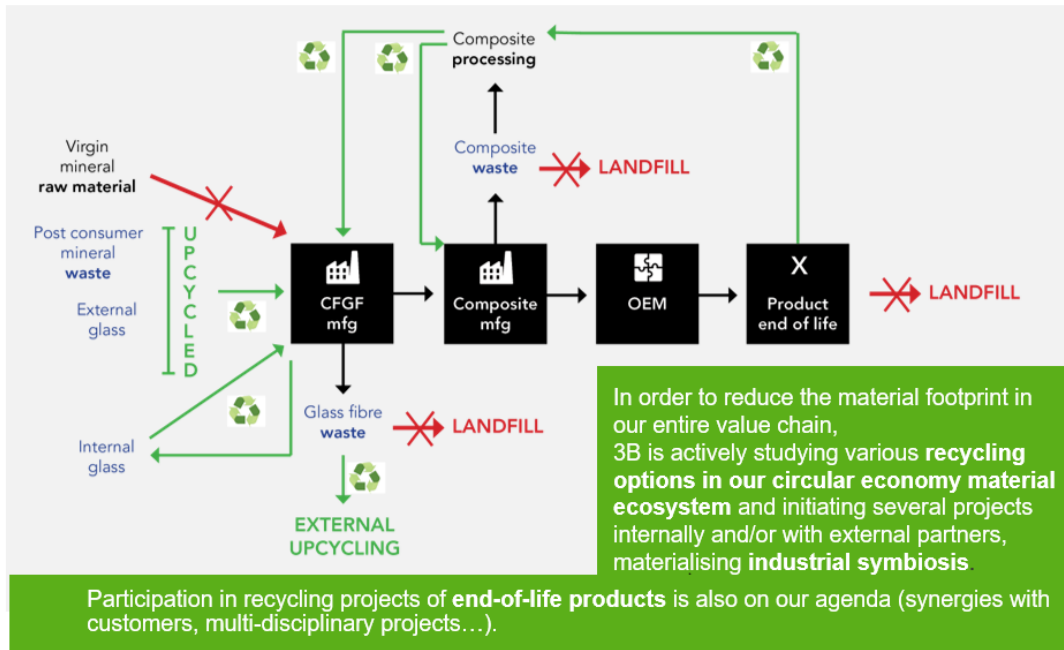 Composite
processing
Virgin
mineral
raw material
Composite
waste
LANDFILL
Post consumer
mineral
waste
External
glass
UPCYCLED
CFGF
mfg
Composite
mfg
OEM
X
Product
end of life
LANDFILL
Internal
glass
Glass fibre
waste
LANDFILL
EXTERNAL
UPCYCLING
In order to reduce the material footprint in
our entire value chain,
3B is actively studying various recycling
options in our circular economy material
ecosystem and initiating several projects
internally and/or with external partners,
materialising industrial symbiosis.
Participation in recycling projects of end-of-life products is also on our agenda (synergies with
customers, multi-disciplinary projects…).